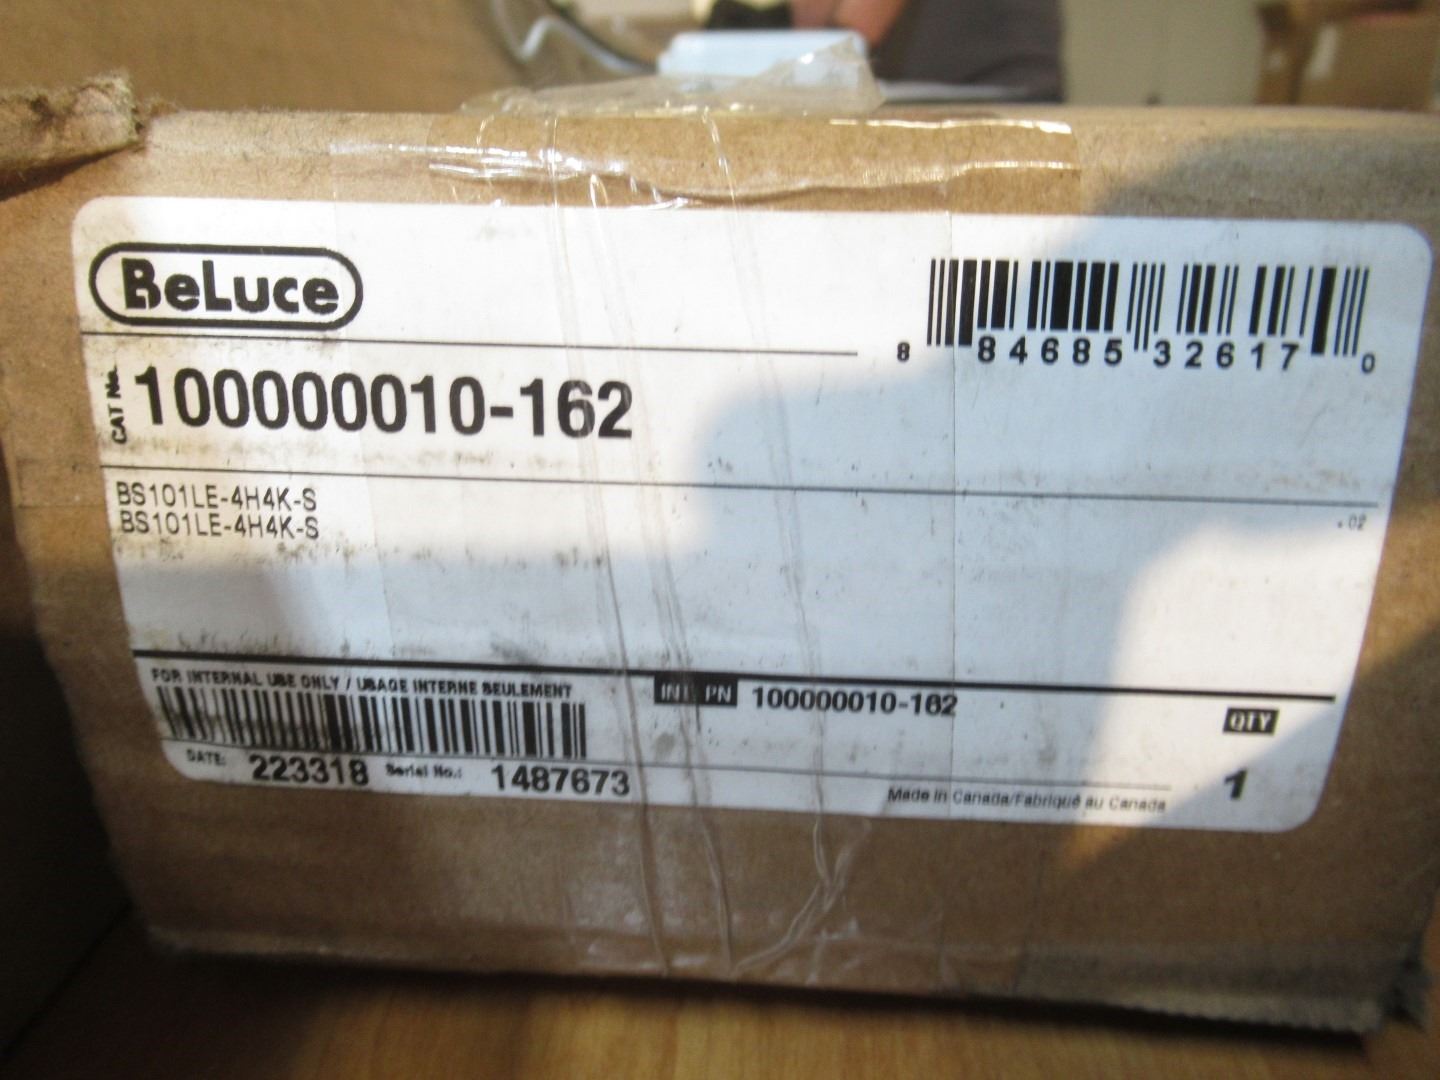 BeLuce
8 84685 32617 0
CAT No. 100000010-162
BS101LE-4H4K-S
BS101LE-4H4K-S
.02
FOR INTERNAL USE ONLY / USAGE INTERNE SEULEMENT
INT. PN 100000010-162
QTY
DATE: 223318 Serial No.: 1487673
Made in Canada/Fabriqué au Canada
1